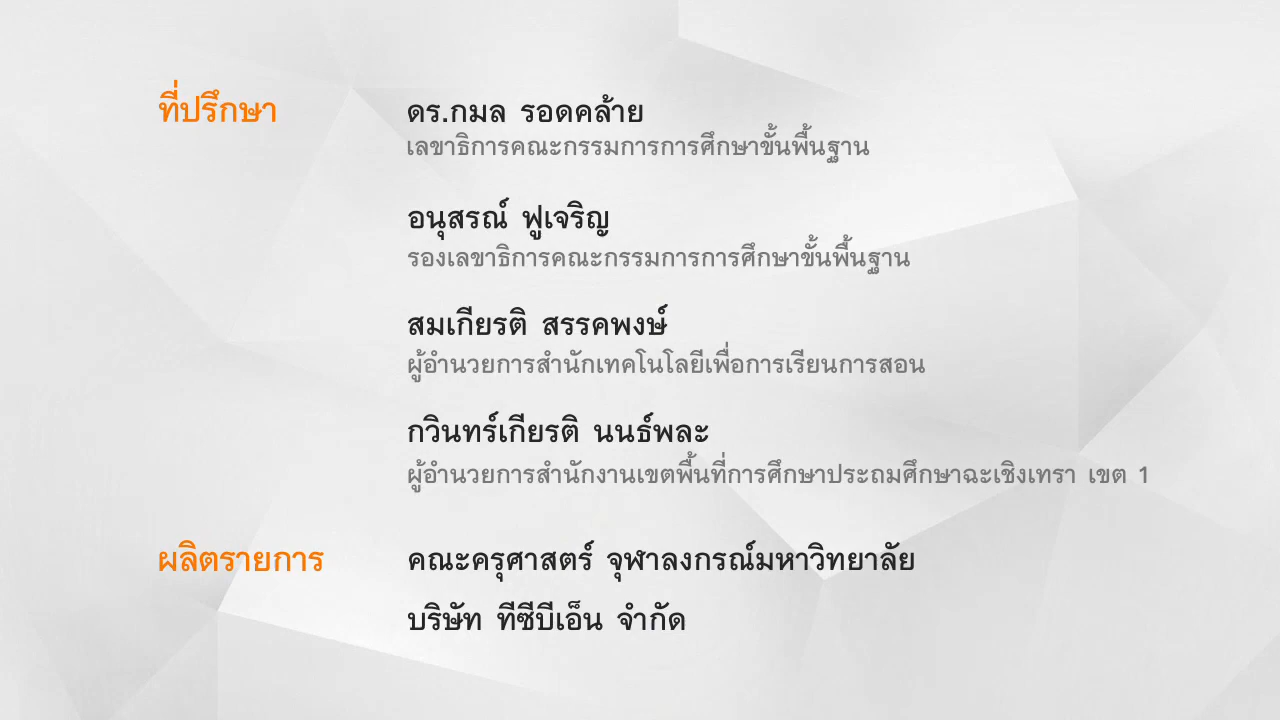 ที่ปรึกษา ดร.กมล รอดคล้าย
เลขาธิการคณะกรรมการการศึกษาขั้นพื้นฐาน
อนุสรณ์ ฟูเจริญ
รองเลขาธิการคณะกรรมการการศึกษาขั้นพื้นฐาน
สมเกียรติ สรรคพงษ์
ผู้อำนวยการสำนักเทคโนโลยีเพื่อการเรียนการสอน
กวินทร์เกียรติ นนธ์พละ
ผู้อำนวยการสำนักงานเขตพื้นที่การศึกษาประถมศึกษาฉะเชิงเทรา เขต 1
ผลิตรายการ คณะครุศาสตร์ จุฬาลงกรณ์มหาวิทยาลัย
บริษัท ทีซีบีเอ็น จำกัด